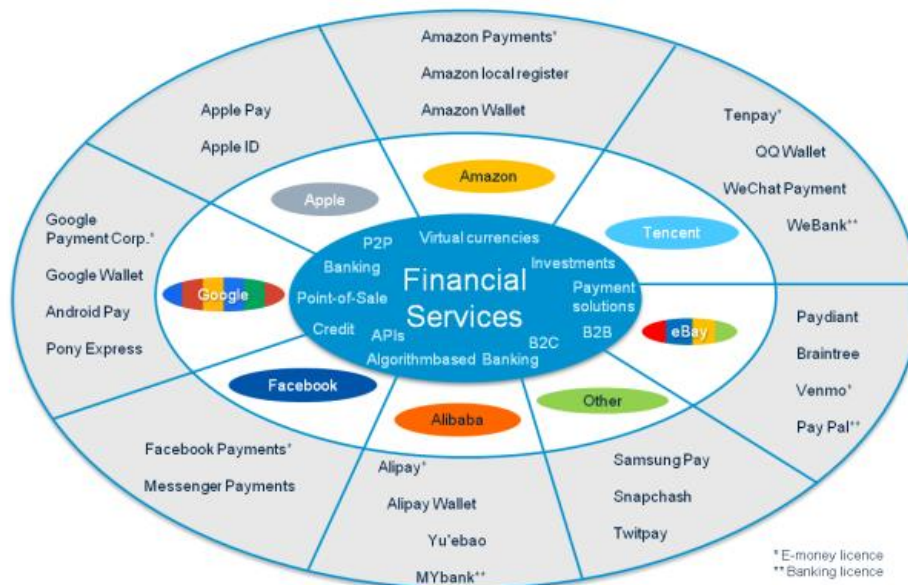 Amazon Payments*
Amazon local register
Amazon Wallet
Apple Pay
Apple ID
Tenpay*
QQ Wallet
WeChat Payment
WeBank**
Google
Payment Corp.*
Google Wallet
Android Pay
Pony Express
Apple
Amazon
Tencent
Google
eBay
Facebook
Alibaba
Other
P2P
Virtual currencies
Banking
Investments
Financial
Services
Point-of-Sale
Payment
solutions
Credit
APIs
B2C
B2B
Algorithmbased Banking
Paydiant
Braintree
Venmo*
Pay Pal**
Facebook Payments*
Messenger Payments
Alipay*
Alipay Wallet
Yu'ebao
MYbank**
Samsung Pay
Snapchash
Twitpay
* E-money licence
** Banking licence